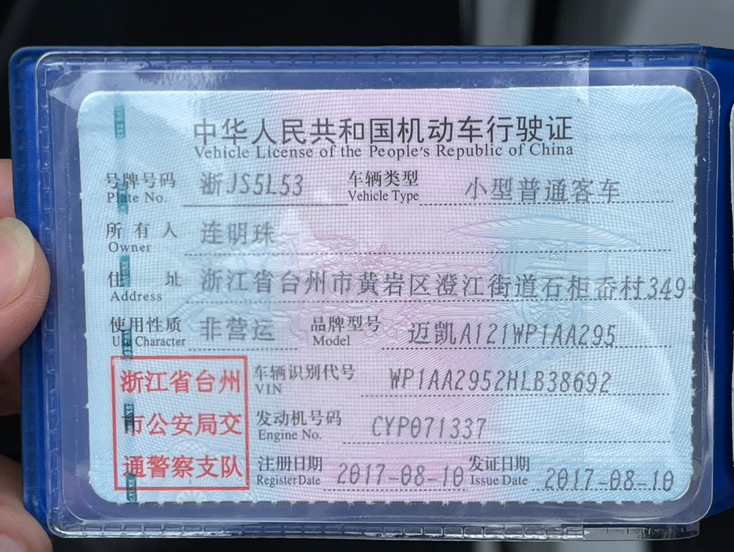 中华人民共和国机动车行驶证
Vehicle License of the People's Republic of China
号牌号码 浙JS5L53 车辆类型 小型普通客车
Plate No. Vehicle Type
所有人 连明珠
Owner
住址 浙江省台州市黄岩区澄江街道石柜岙村349
Address
使用性质 非营运 品牌型号 迈凯A121WP1AA295
Use Character Model
浙江省台州
市公安局交
通警察支队
车辆识别代号 WP1AA2952HLB38692
VIN
发动机号码 CYP071337
Engine No.
注册日期 2017-08-10 发证日期 2017-08-10
Register Date Issue Date